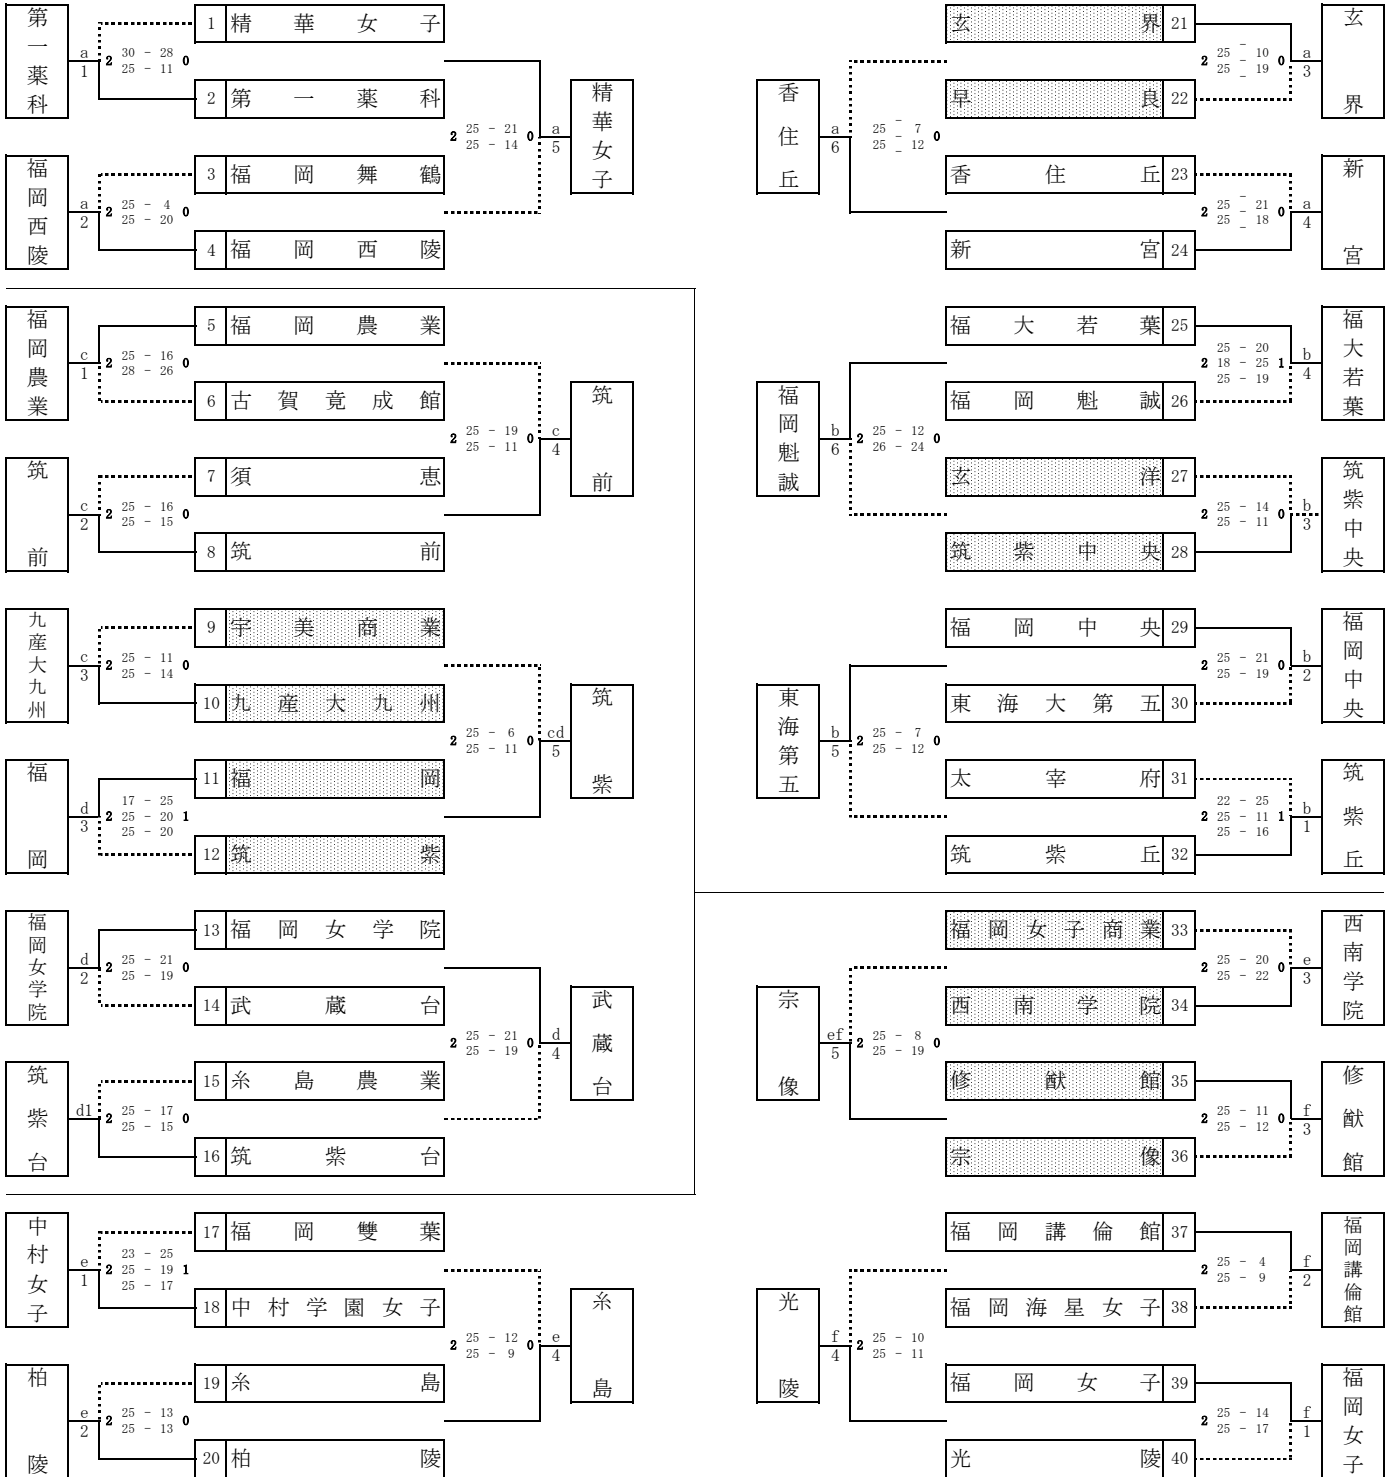 第一薬科
a
1
2 30 - 28 0
25 - 11
1 精華女子
2 第一薬科
2 25 - 21 0
25 - 14
a
5
精華女子
福岡西陵
a
2
2 25 - 4 0
25 - 20
3 福岡舞鶴
4 福岡西陵
福岡農業
c
1
2 25 - 16 0
28 - 26
5 福岡農業
6 古賀竟成館
2 25 - 19 0
25 - 11
c
4
筑前
筑前
c
2
2 25 - 16 0
25 - 15
7 須恵
8 筑前
九産大九州
c
3
2 25 - 11 0
25 - 14
9 宇美商業
10 九産大九州
2 25 - 6 0
25 - 11
cd
5
筑紫
福岡
d
3
17 - 25
2 25 - 20 1
25 - 20
11 福岡
12 筑紫
福岡女学院
d
2
2 25 - 21 0
25 - 19
13 福岡女学院
14 武蔵台
2 25 - 21 0
25 - 19
d
4
武蔵台
筑紫台
d1
2 25 - 17 0
25 - 15
15 糸島農業
16 筑紫台
中村女子
e
1
23 - 25
2 25 - 19 1
25 - 17
17 福岡雙葉
18 中村学園女子
2 25 - 12 0
25 - 9
e
4
糸島
柏陵
e
2
2 25 - 13 0
25 - 13
19 糸島
20 柏陵
香住丘
a
6
-
25 - 7
2 25 - 12 0
-
玄界 21
早良 22
-
2 25 - 10 0
25 - 19
-
a
3
玄界
香住丘 23
新宮 24
-
2 25 - 21 0
25 - 18
-
a
4
新宮
福岡魁誠
b
6
2 25 - 12 0
26 - 24
福大若葉 25
福岡魁誠 26
25 - 20
2 18 - 25 1
25 - 19
b
4
福大若葉
玄洋 27
筑紫中央 28
2 25 - 14 0
25 - 11
b
3
筑紫中央
東海第五
b
5
2 25 - 7 0
25 - 12
福岡中央 29
東海大第五 30
2 25 - 21 0
25 - 19
b
2
福岡中央
太宰府 31
筑紫丘 32
22 - 25
2 25 - 11 1
25 - 16
b
1
筑紫丘
宗像
ef
5
2 25 - 8 0
25 - 19
福岡女子商業 33
西南学院 34
2 25 - 20 0
25 - 22
e
3
西南学院
修猷館 35
宗像 36
2 25 - 11 0
25 - 12
f
3
修猷館
光陵
f
4
2 25 - 10
25 - 11
福岡講倫館 37
福岡海星女子 38
2 25 - 4
25 - 9
f
2
福岡講倫館
福岡女子 39
光陵 40
2 25 - 14
25 - 17
f
1
福岡女子